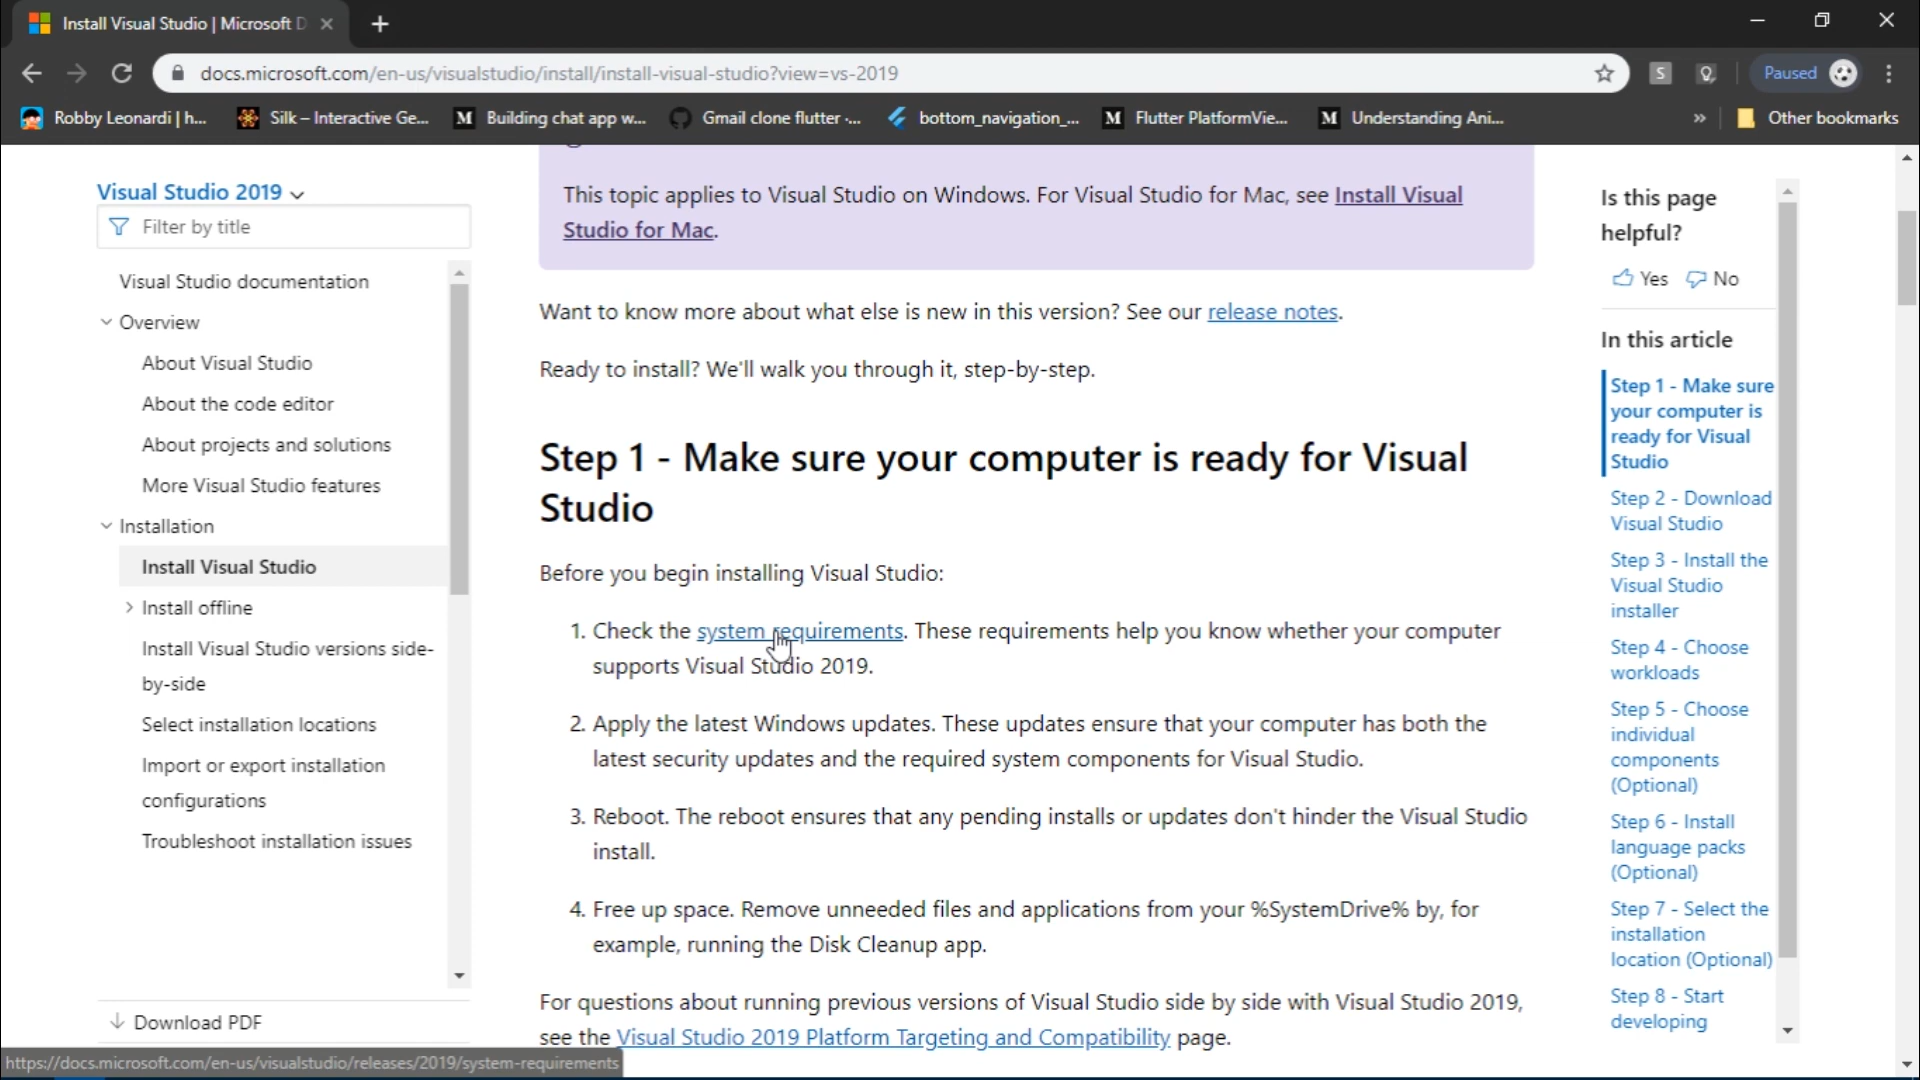 Install Visual Studio | Microsoft D
docs.microsoft.com/en-us/visualstudio/install/install-visual-studio?view=vs-2019
S
Paused
Robby Leonardi | h...
Silk – Interactive Ge...
Building chat app w...
Gmail clone flutter -...
bottom_navigation_...
Flutter PlatformVie...
Understanding Ani...
»
Other bookmarks
Visual Studio 2019
Filter by title
Visual Studio documentation
Overview
About Visual Studio
About the code editor
About projects and solutions
More Visual Studio features
Installation
Install Visual Studio
Install offline
Install Visual Studio versions side-
by-side
Select installation locations
Import or export installation
configurations
Troubleshoot installation issues
Download PDF
This topic applies to Visual Studio on Windows. For Visual Studio for Mac, see Install Visual
Studio for Mac.
Want to know more about what else is new in this version? See our release notes.
Ready to install? We'll walk you through it, step-by-step.
Step 1 - Make sure your computer is ready for Visual
Studio
Before you begin installing Visual Studio:
1. Check the system requirements. These requirements help you know whether your computer
supports Visual Studio 2019.
2. Apply the latest Windows updates. These updates ensure that your computer has both the
latest security updates and the required system components for Visual Studio.
3. Reboot. The reboot ensures that any pending installs or updates don't hinder the Visual Studio
install.
4. Free up space. Remove unneeded files and applications from your %SystemDrive% by, for
example, running the Disk Cleanup app.
For questions about running previous versions of Visual Studio side by side with Visual Studio 2019,
see the Visual Studio 2019 Platform Targeting and Compatibility page.
Is this page
helpful?
Yes No
In this article
Step 1 - Make sure
your computer is
ready for Visual
Studio
Step 2 - Download
Visual Studio
Step 3 - Install the
Visual Studio
installer
Step 4 - Choose
workloads
Step 5 - Choose
individual
components
(Optional)
Step 6 - Install
language packs
(Optional)
Step 7 - Select the
installation
location (Optional)
Step 8 - Start
developing
https://docs.microsoft.com/en-us/visualstudio/releases/2019/system-requirements